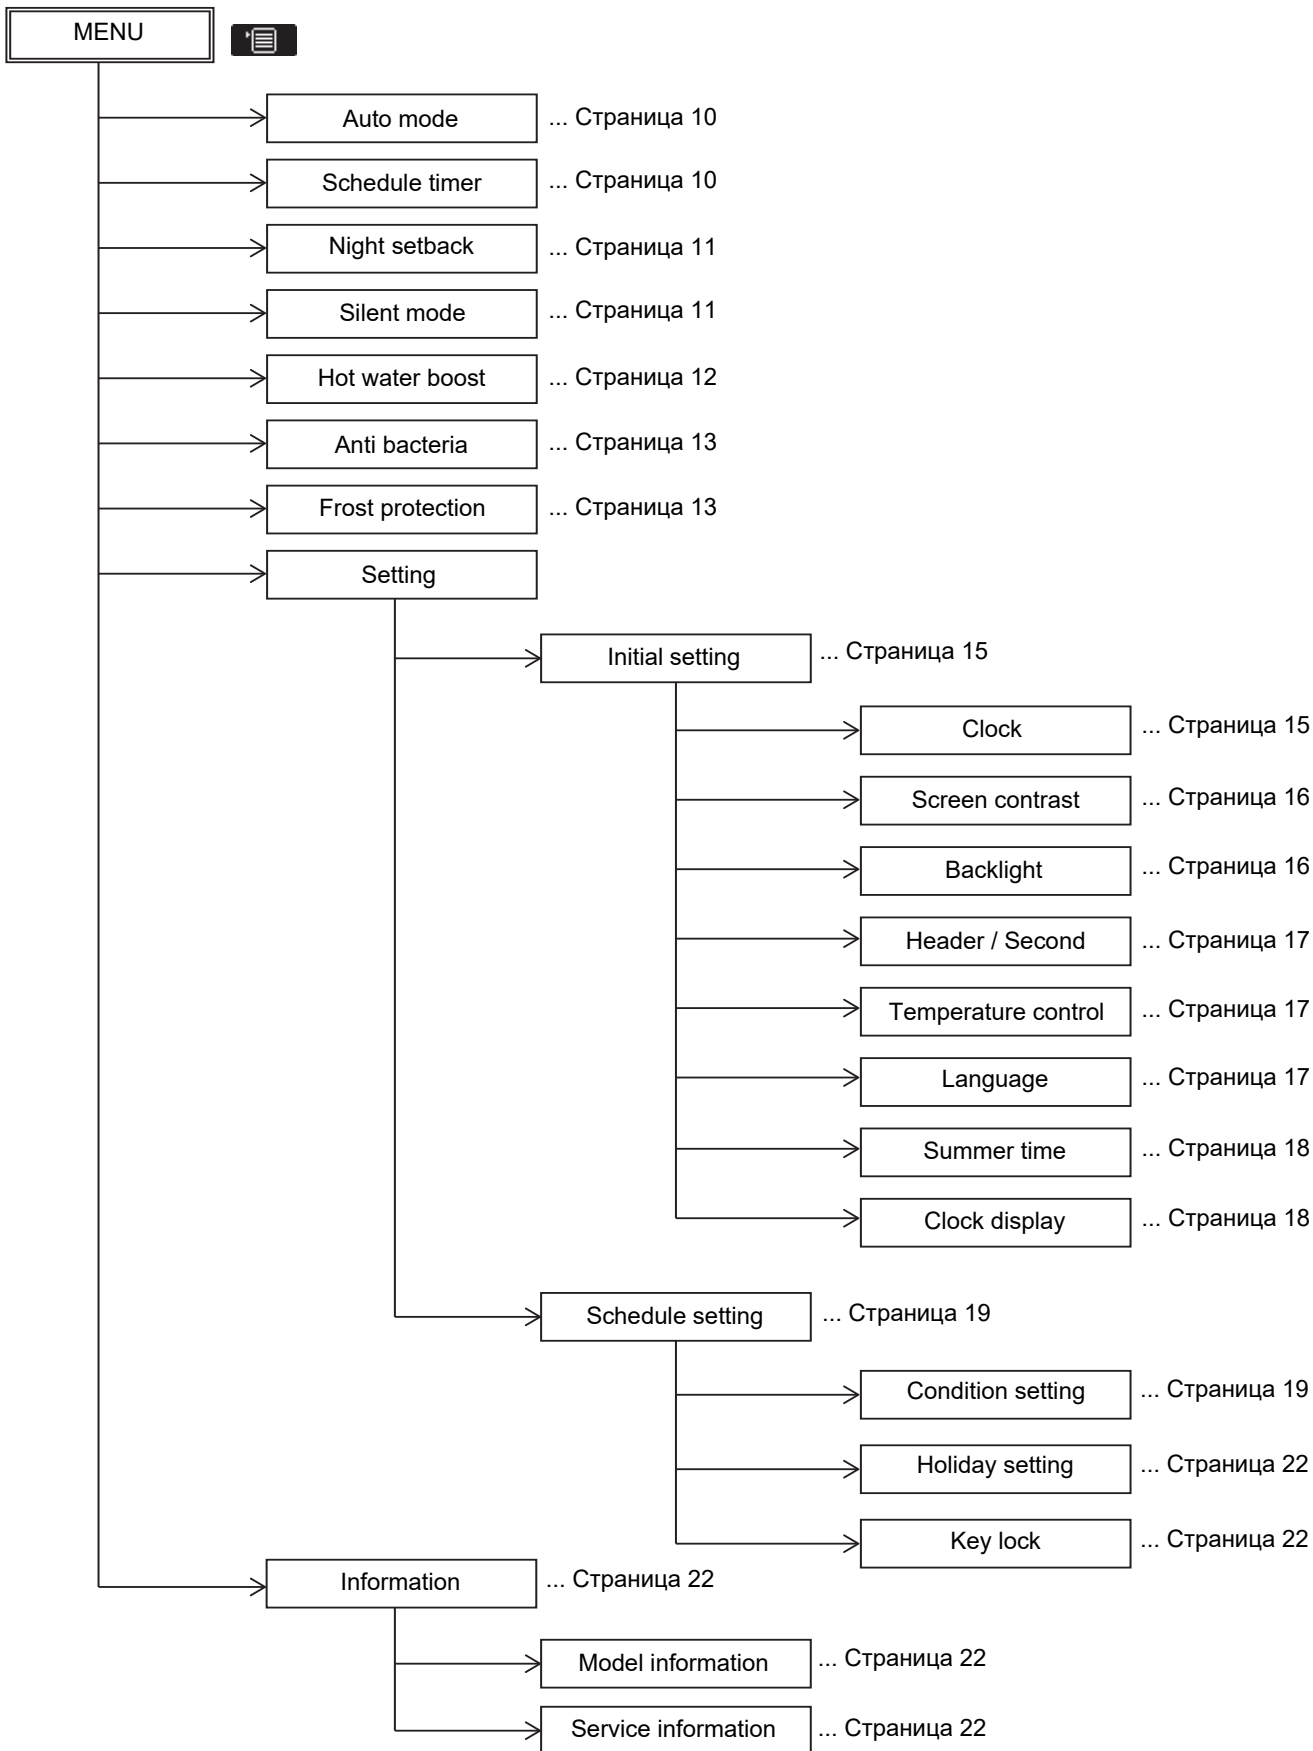 MENU
Auto mode ... Страница 10
Schedule timer ... Страница 10
Night setback ... Страница 11
Silent mode ... Страница 11
Hot water boost ... Страница 12
Anti bacteria ... Страница 13
Frost protection ... Страница 13
Setting
Initial setting ... Страница 15
Clock ... Страница 15
Screen contrast ... Страница 16
Backlight ... Страница 16
Header / Second ... Страница 17
Temperature control ... Страница 17
Language ... Страница 17
Summer time ... Страница 18
Clock display ... Страница 18
Schedule setting ... Страница 19
Condition setting ... Страница 19
Holiday setting ... Страница 22
Key lock ... Страница 22
Information ... Страница 22
Model information ... Страница 22
Service information ... Страница 22